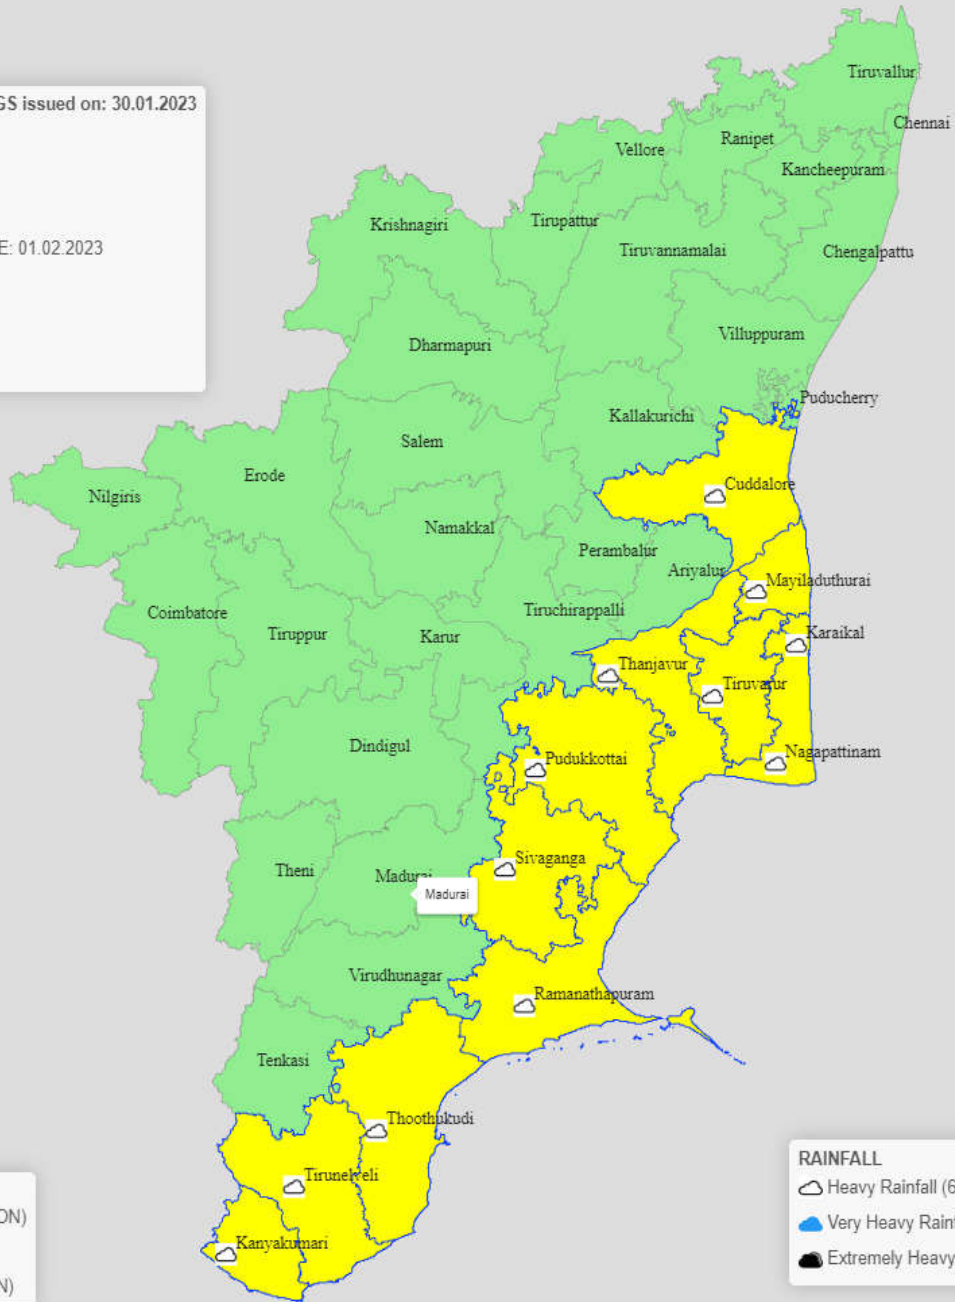 GS issued on: 30.01.2023
E: 01.02.2023
Tiruvallur
Chennai
Ranipet
Vellore
Kancheepuram
Krishnagiri
Tirupattur
Tiruvannamalai
Chengalpattu
Villuppuram
Dharmapuri
Puducherry
Kallakurichi
Salem
Erode
Cuddalore
Nilgiris
Namakkal
Perambalur
Ariyalur
Mayiladuthurai
Coimbatore
Tiruchirappalli
Tiruppur
Karur
Karaikal
Thanjavur
Tiruvarur
Dindigul
Nagapattinam
Pudukkottai
Sivaganga
Theni
Madurai
Madurai
Virudhunagar
Ramanathapuram
Tenkasi
Thoothukudi
Tirunelveli
Kanyakumari
ON)
N)
RAINFALL
Heavy Rainfall (6
Very Heavy Rain
Extremely Heavy